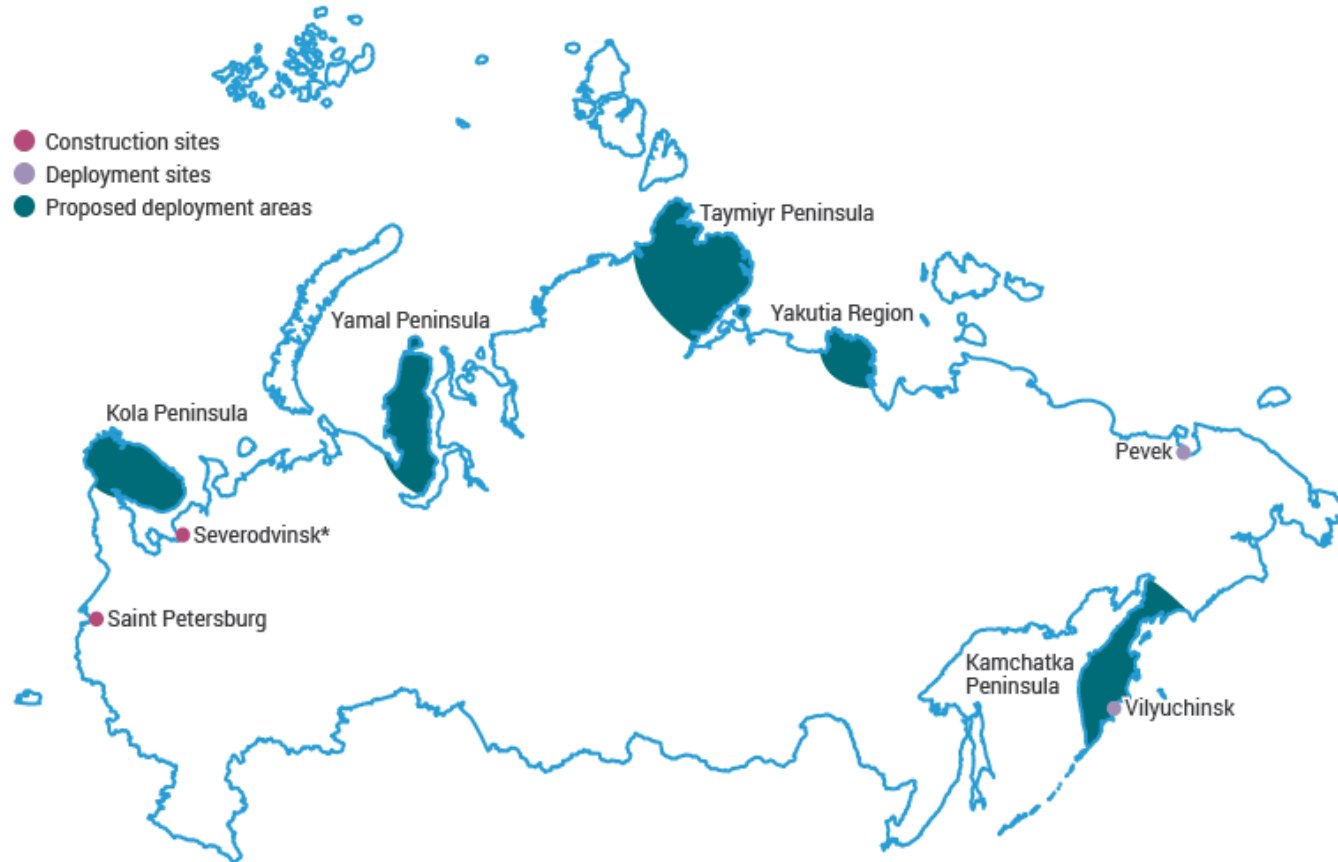 Construction sites
Deployment sites
Proposed deployment areas
Taymiyr Peninsula
Yakutia Region
Yamal Peninsula
Kola Peninsula
Pevek
Severodvinsk*
Saint Petersburg
Kamchatka
Peninsula
Vilyuchinsk